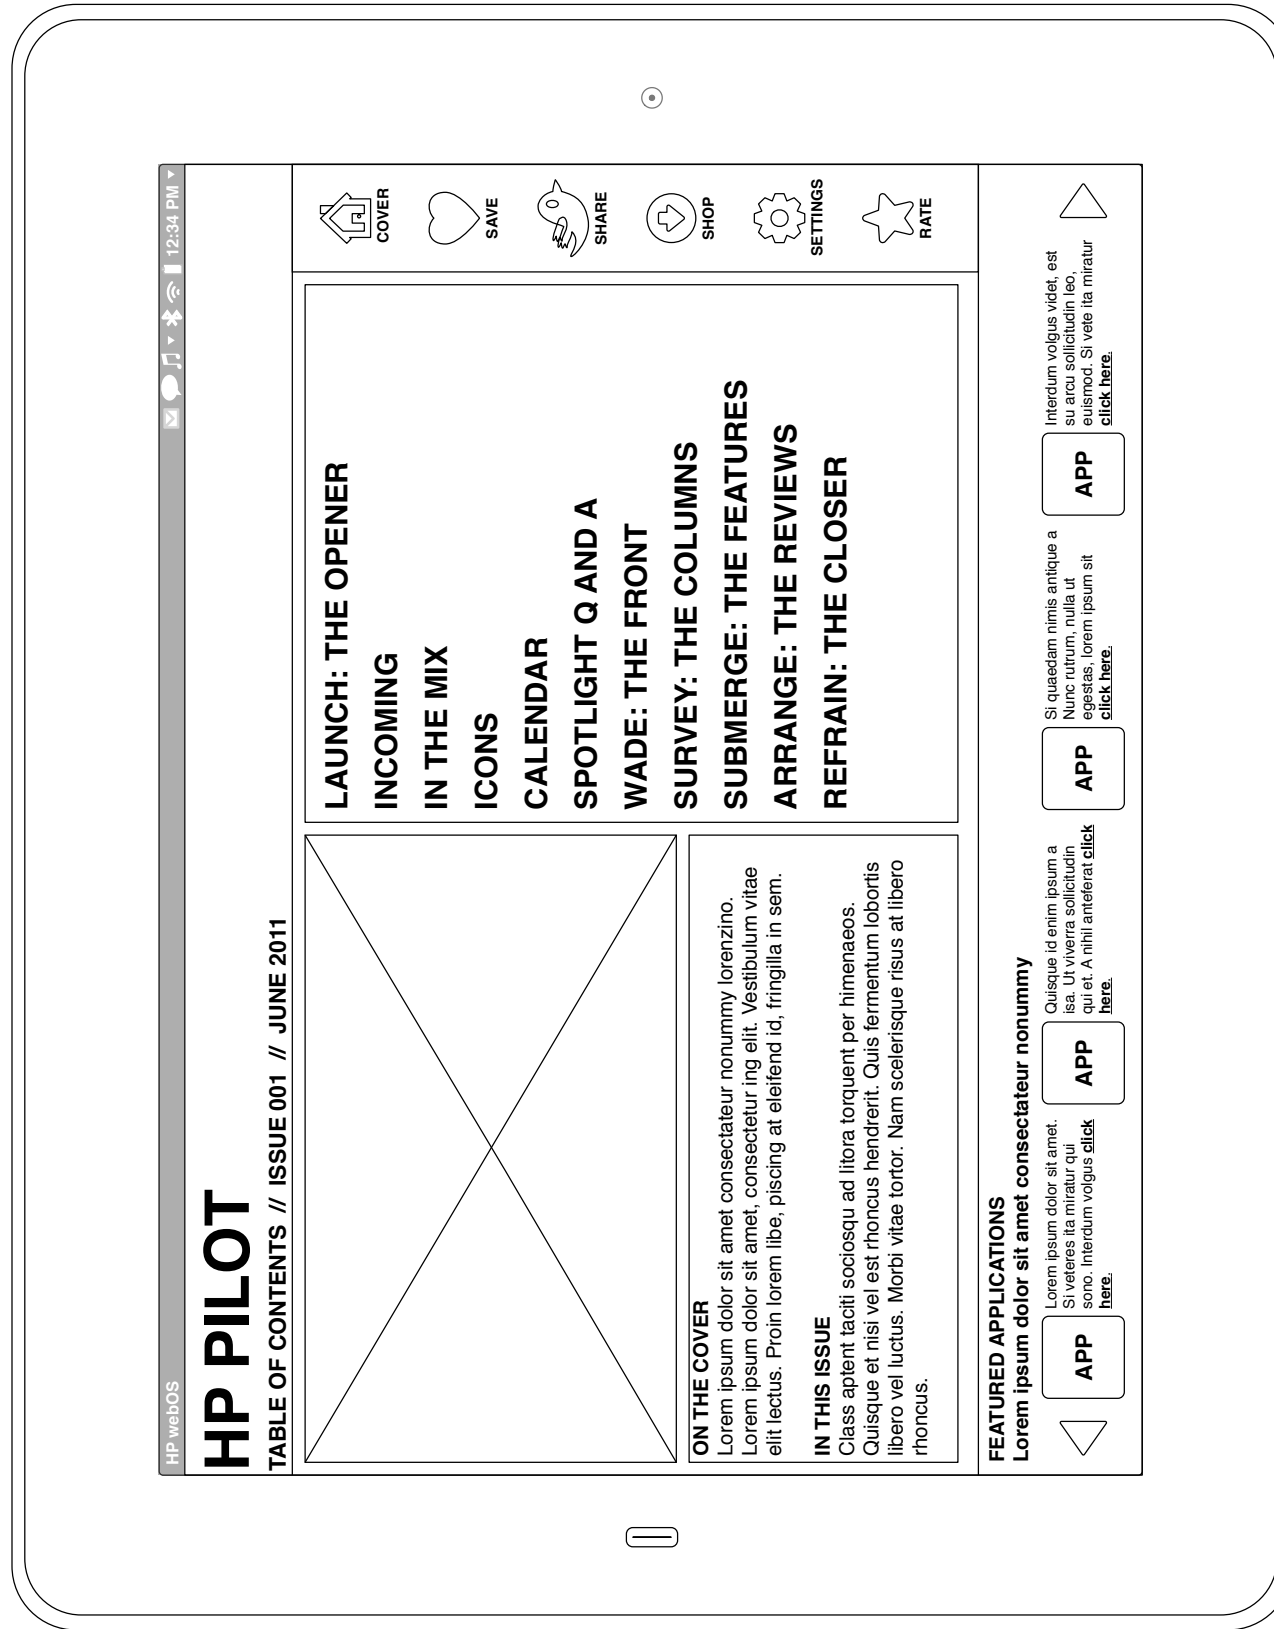 HP webOS
12:34 PM
HP PILOT
TABLE OF CONTENTS // ISSUE 001 // JUNE 2011
ON THE COVER
Lorem ipsum dolor sit amet consectateur nonummy lorenzino.
Lorem ipsum dolor sit amet, consectetur ing elit. Vestibulum vitae
elit lectus. Proin lorem libe, piscing at eleifend id, fringilla in sem.
IN THIS ISSUE
Class aptent taciti sociosqu ad litora torquent per himenaeos.
Quisque et nisi vel est rhoncus hendrerit. Quis fermentum lobortis
libero vel luctus. Morbi vitae tortor. Nam scelerisque risus at libero
rhoncus.
LAUNCH: THE OPENER
INCOMING
IN THE MIX
ICONS
CALENDAR
SPOTLIGHT Q AND A
WADE: THE FRONT
SURVEY: THE COLUMNS
SUBMERGE: THE FEATURES
ARRANGE: THE REVIEWS
REFRAIN: THE CLOSER
COVER
SAVE
SHARE
SHOP
SETTINGS
RATE
FEATURED APPLICATIONS
Lorem ipsum dolor sit amet consectateur nonummy
APP
Lorem ipsum dolor sit amet.
Si veteres ita miratur qui
sono. Interdum volgus click
here.
APP
Quisque id enim ipsum a
isa. Ut viverra sollicitudin
qui et. A nihil anteferat click
here.
APP
Si quaedam nimis antique a
Nunc rutrum, nulla ut
egestas, lorem ipsum sit
click here.
APP
Interdum volgus videt, est
su arcu sollicitudin leo,
euismod. Si vete ita miratur
click here.